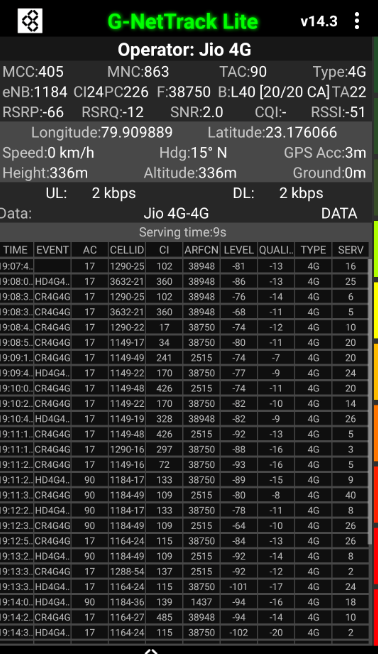 G-NetTrack Lite v14.3
Operator: Jio 4G
MCC:405 MNC:863 TAC:90 Type:4G
eNB:1184 CI24PC226 F:38750 B:L40 [20/20 CA]TA22
RSRP:-66 RSRQ:-12 SNR:2.0 CQI:- RSSI:-51
Longitude:79.909889 Latitude:23.176066
Speed:0 km/h Hdg:15° N GPS Acc:3m
Height:336m Altitude:336m Ground:0m
UL: 2 kbps DL: 2 kbps
Data: Jio 4G-4G DATA
Serving time:9s
TIME EVENT AC CELLID CI ARFCN LEVEL QUALI.. TYPE SERV
19:07:4.. 17 1290-25 102 38948 -81 -13 4G 16
19:08:0.. HD4G4.. 17 3632-21 360 38948 -86 -13 4G 25
19:08:3.. CR4G4G 17 1290-25 102 38948 -76 -14 4G 6
19:08:3.. CR4G4G 17 3632-21 360 38948 -68 -11 4G 5
19:08:4.. CR4G4G 17 1290-22 17 38750 -74 -12 4G 10
19:08:5.. CR4G4G 17 1149-17 34 38750 -80 -11 4G 20
19:09:1.. CR4G4G 17 1149-49 241 2515 -74 -7 4G 20
19:09:4.. HD4G4.. 17 1149-22 170 38750 -77 -9 4G 24
19:10:0.. CR4G4G 17 1149-48 426 2515 -74 -11 4G 20
19:10:2.. CR4G4G 17 1149-22 170 38750 -82 -10 4G 14
19:10:4.. HD4G4.. 17 1149-19 328 38948 -82 -9 4G 26
19:11:1.. CR4G4G 17 1149-48 426 2515 -92 -13 4G 5
19:11:1.. CR4G4G 17 1290-16 297 38750 -88 -16 4G 3
19:11:2.. CR4G4G 17 1149-16 72 38750 -93 -16 4G 5
19:11:2.. HD4G4.. 90 1184-17 133 38750 -89 -15 4G 9
19:11:3.. CR4G4G 90 1184-49 109 2515 -80 -8 4G 40
19:12:2.. HD4G4.. 90 1184-17 133 38750 -78 -11 4G 8
19:12:3.. CR4G4G 90 1184-49 109 2515 -64 -10 4G 26
19:12:5.. CR4G4G 17 1164-24 115 38750 -84 -13 4G 26
19:13:2.. CR4G4G 90 1184-49 109 2515 -92 -14 4G 8
19:13:3.. CR4G4G 17 1288-54 137 2515 -92 -12 4G 2
19:13:3.. HD4G4.. 17 1164-24 115 38750 -101 -17 4G 24
19:14:0.. HD4G4.. 90 1184-36 139 1437 -94 -16 4G 18
19:14:2.. CR4G4G 17 1164-27 485 38948 -94 -14 4G 10
19:14:3.. HD4G4.. 17 1164-24 115 38750 -102 -20 4G 2